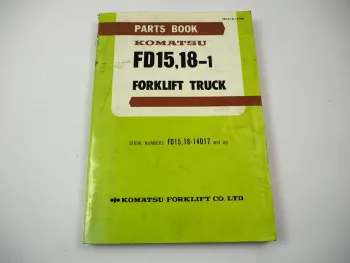 PARTS BOOK
KOMATSU
FD15,18-1
FORKLIFT TRUCK
SERIAL NUMBERS FD15,18-14017 and up
KOMATSU FORKLIFT CO. LTD